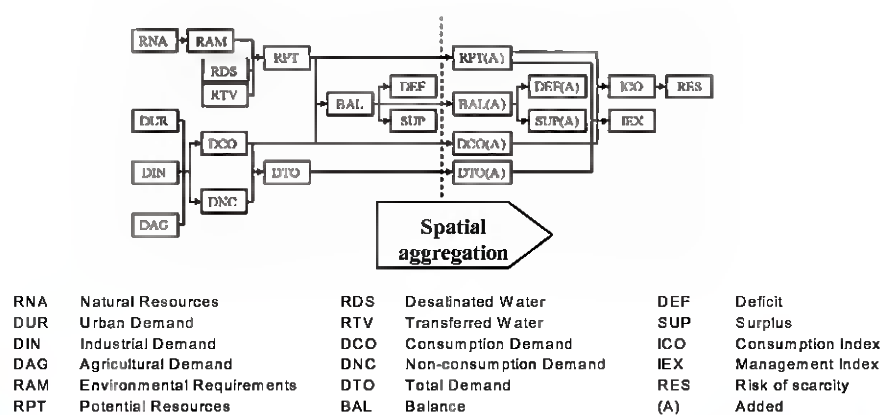 RNA RAM RPT RPT(A)
RDS DEF DEF(A) ICO RES
RTV BAL BAL(A)
DUR SUP SUP(A) IEX
DCO DCO(A)
DIN DTO DTO(A)
DNC
DAG
Spatial
aggregation
RNA Natural Resources RDS Desalinated Water DEF Deficit
DUR Urban Demand RTV Transferred Water SUP Surplus
DIN Industrial Demand DCO Consumption Demand ICO Consumption Index
DAG Agricultural Demand DNC Non-consumption Demand IEX Management Index
RAM Environmental Requirements DTO Total Demand RES Risk of scarcity
RPT Potential Resources BAL Balance (A) Added